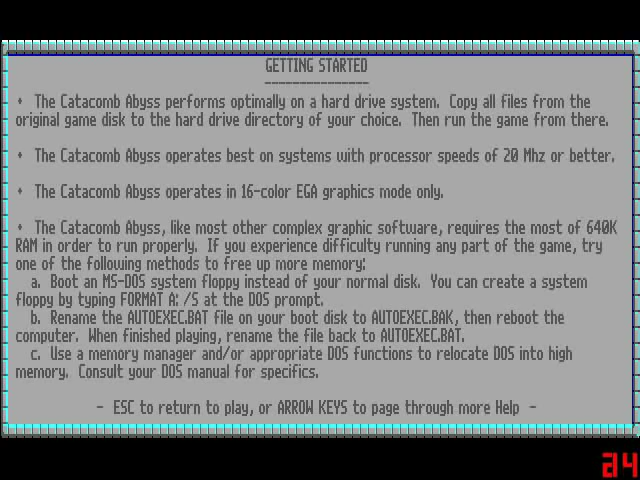 GETTING STARTED
♦ The Catacomb Abyss performs optimally on a hard drive system. Copy all files from the
original game disk to the hard drive directory of your choice. Then run the game from there.
♦ The Catacomb Abyss operates best on systems with processor speeds of 20 Mhz or better.
♦ The Catacomb Abyss operates in 16-color EGA graphics mode only.
♦ The Catacomb Abyss, like most other complex graphic software, requires the most of 640K
RAM in order to run properly. If you experience difficulty running any part of the game, try
one of the following methods to free up more memory:
a. Boot an MS-DOS system floppy instead of your normal disk. You can create a system
floppy by typing FORMAT A: /S at the DOS prompt.
b. Rename the AUTOEXEC.BAT file on your boot disk to AUTOEXEC.BAK, then reboot the
computer. When finished playing, rename the file back to AUTOEXEC.BAT.
c. Use a memory manager and/or appropriate DOS functions to relocate DOS into high
memory. Consult your DOS manual for specifics.
- ESC to return to play, or ARROW KEYS to page through more Help -
a4